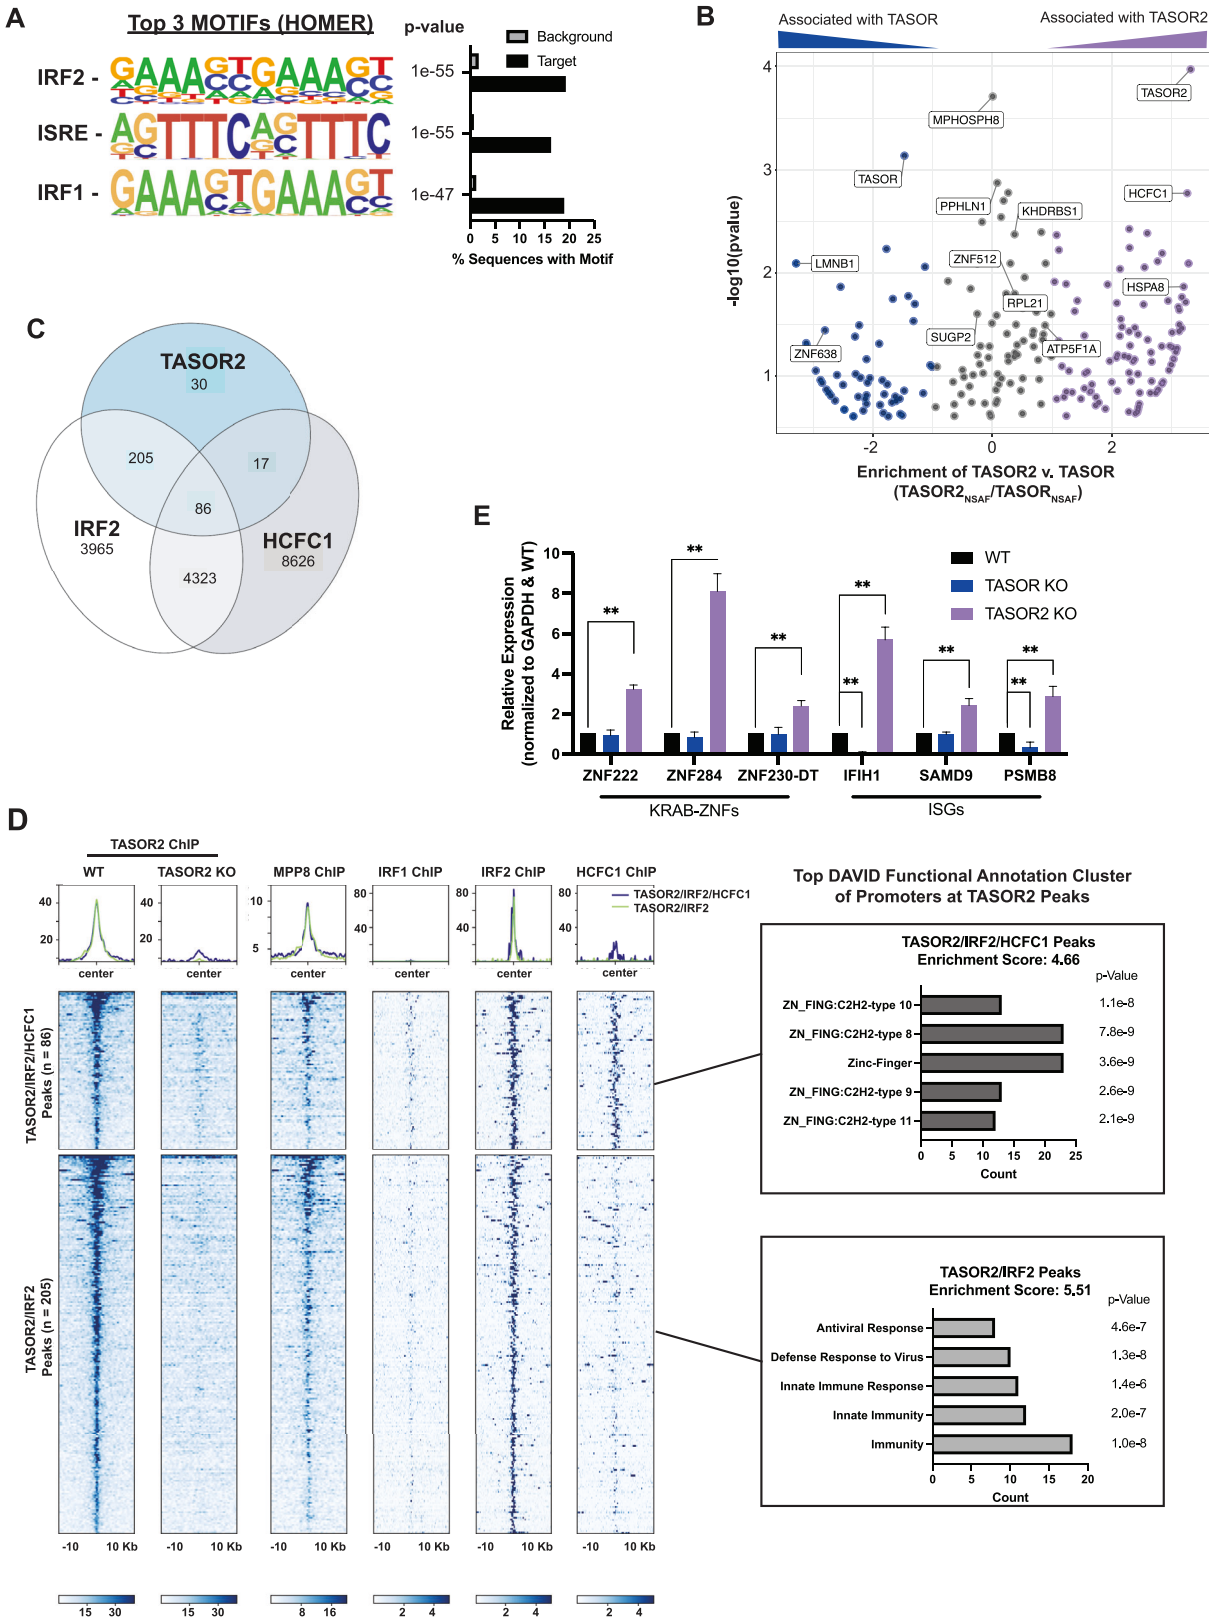 A
Top 3 MOTIFs (HOMER)
p-value
Background
Target
IRF2 -
1e-55
ISRE -
1e-55
IRF1 -
1e-47
0 5 10 15 20 25
% Sequences with Motif
B
Associated with TASOR
Associated with TASOR2
4
3
2
1
-log10(pvalue)
TASOR2
MPHOSPH8
TASOR
HCFC1
PPHLN1
KHDRBS1
LMNB1
ZNF512
HSPA8
RPL21
SUGP2
ATP5F1A
ZNF638
-2 0 2
Enrichment of TASOR2 v. TASOR
(TASOR2NSAF/TASORNSAF)
C
TASOR2
30
205
17
86
IRF2
3965
HCFC1
8626
4323
E
Relative Expression
(normalized to GAPDH & WT)
10
8
6
4
2
0
** ** ** ** ** ** ** **
WT
TASOR KO
TASOR2 KO
ZNF222 ZNF284 ZNF230-DT IFIH1 SAMD9 PSMB8
KRAB-ZNFs ISGs
D
TASOR2 ChIP
WT TASOR2 KO MPP8 ChIP IRF1 ChIP IRF2 ChIP HCFC1 ChIP
40 20
40 20
10 5
80 40
80 40
80 40
TASOR2/IRF2/HCFC1
TASOR2/IRF2
center center center center center center
TASOR2/IRF2/HCFC1
Peaks (n = 86)
TASOR2/IRF2
Peaks (n = 205)
-10 10 Kb -10 10 Kb -10 10 Kb -10 10 Kb -10 10 Kb -10 10 Kb
15 30 15 30 8 16 2 4 2 4 2 4
Top DAVID Functional Annotation Cluster
of Promoters at TASOR2 Peaks
TASOR2/IRF2/HCFC1 Peaks
Enrichment Score: 4.66
p-Value
ZN_FING:C2H2-type 10 1.1e-8
ZN_FING:C2H2-type 8 7.8e-9
Zinc-Finger 3.6e-9
ZN_FING:C2H2-type 9 2.6e-9
ZN_FING:C2H2-type 11 2.1e-9
0 5 10 15 20 25
Count
TASOR2/IRF2 Peaks
Enrichment Score: 5.51
p-Value
Antiviral Response 4.6e-7
Defense Response to Virus 1.3e-8
Innate Immune Response 1.4e-6
Innate Immunity 2.0e-7
Immunity 1.0e-8
0 5 10 15 20
Count